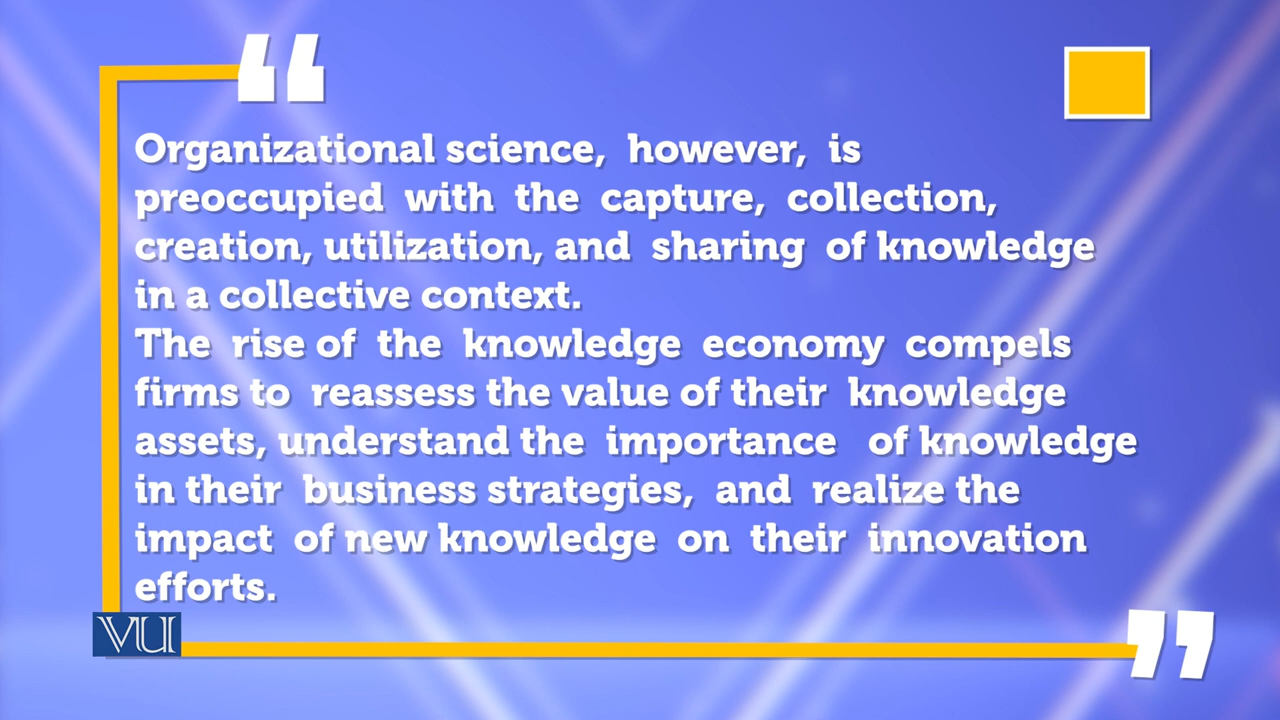 “
Organizational science, however, is
preoccupied with the capture, collection,
creation, utilization, and sharing of knowledge
in a collective context.
The rise of the knowledge economy compels
firms to reassess the value of their knowledge
assets, understand the importance of knowledge
in their business strategies, and realize the
impact of new knowledge on their innovation
efforts.
VU
”